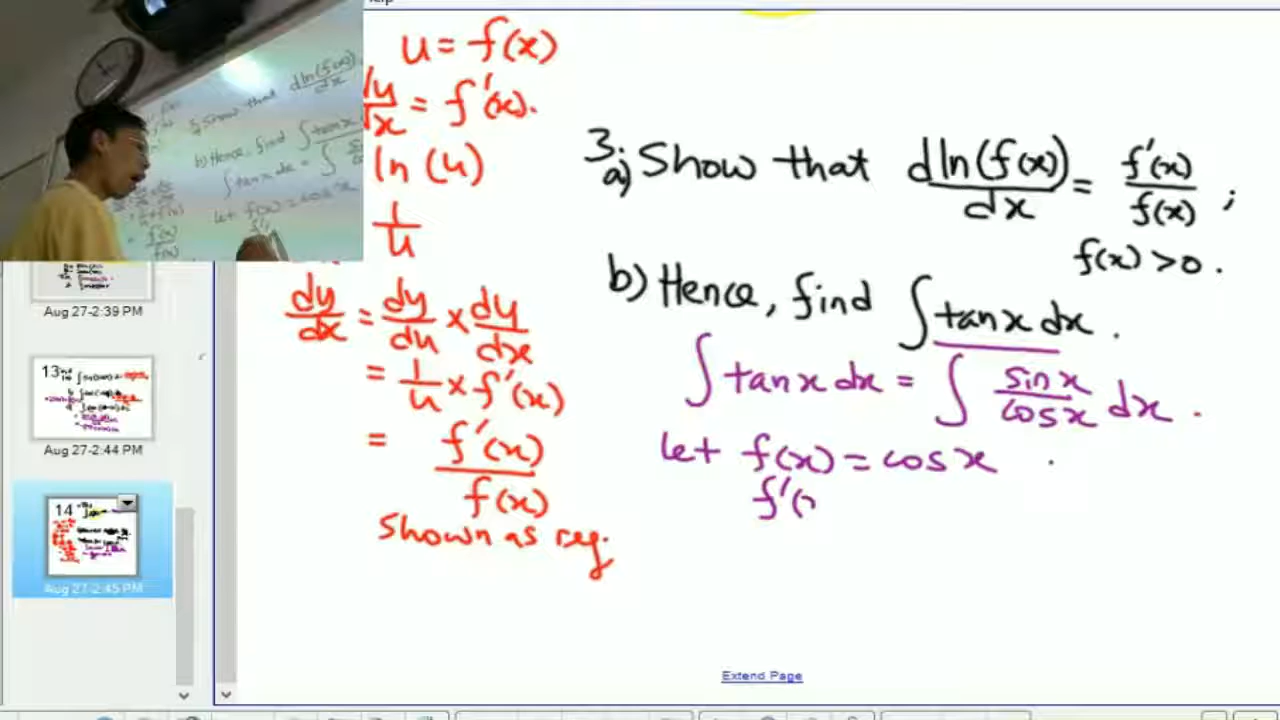 u = f(x)
dy/dx = f'(x).
ln (u)
1/u
dy/dx = dy/du × dy/dx
= 1/u × f'(x)
= f'(x)/f(x)
Shown as req.
3. a) Show that d ln(f(x))/dx = f'(x)/f(x) ;
f(x) > 0 .
b) Hence, find ∫ tan x dx .
∫ tan x dx = ∫ sin x/cos x dx .
let f(x) = cos x
f'(
Aug 27-2:39 PM
13
Aug 27-2:44 PM
14
Aug 27-2:45 PM
Extend Page